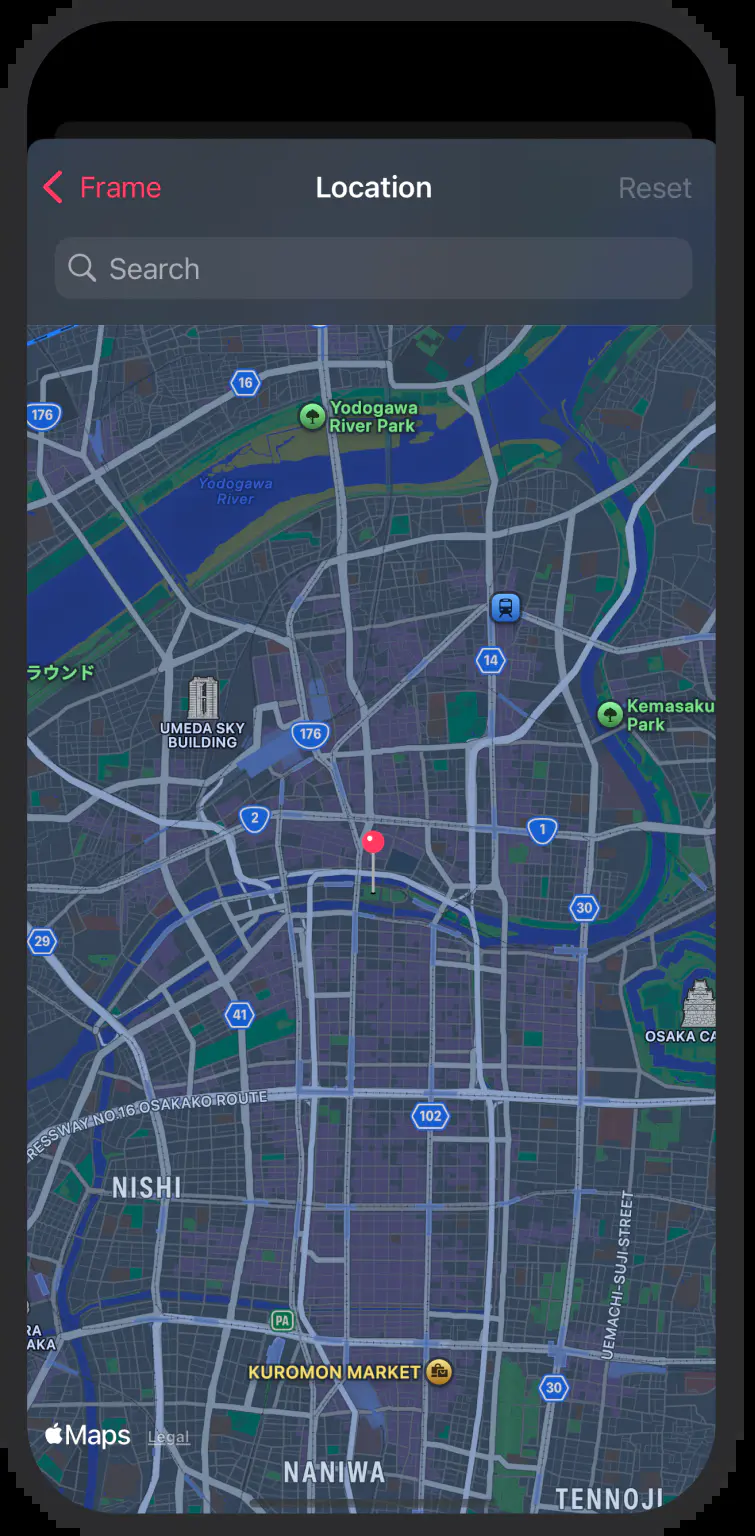 Frame
Location
Reset
Search
16
176
Yodogawa
River Park
Yodogawa
River
14
ラウンド
UMEDA SKY
BUILDING
Kemasaku
Park
176
2
1
30
29
41
OSAKA CA
RESSWAY NO.16 OSAKAKO ROUTE
102
NISHI
UEMACHI-SUJI STREET
RA
AKA
PA
KUROMON MARKET
30
Maps
Legal
NANIWA
TENNOJI